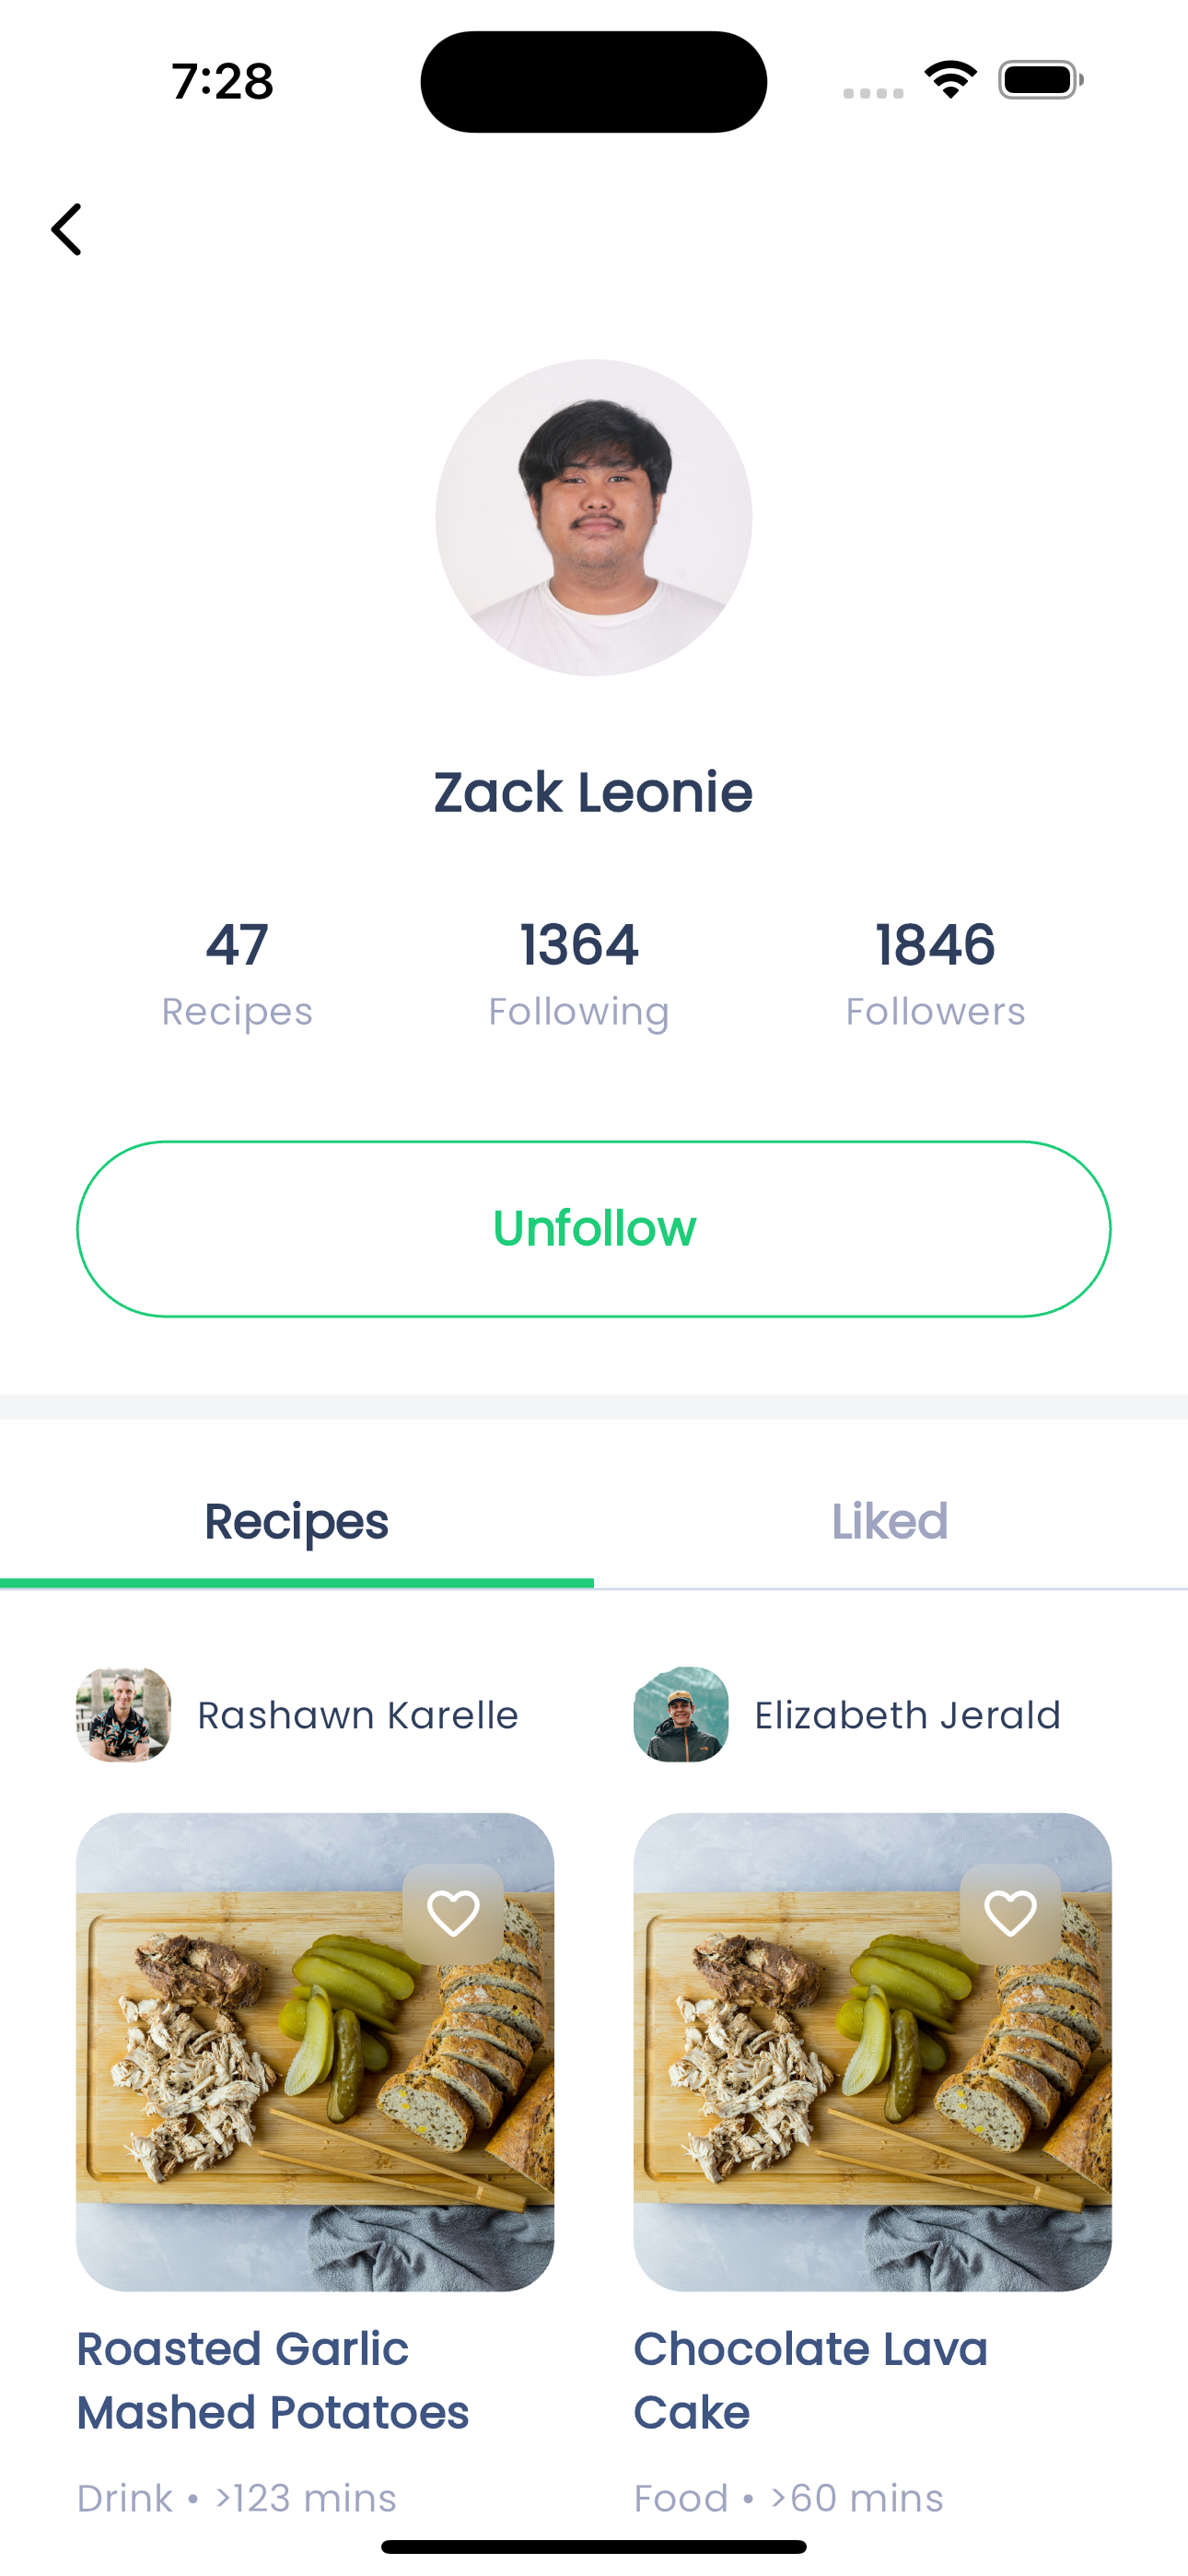 7:28
Zack Leonie
47 1364 1846
Recipes Following Followers
Unfollow
Recipes Liked
Rashawn Karelle
Elizabeth Jerald
Roasted Garlic
Mashed Potatoes
Drink • >123 mins
Chocolate Lava
Cake
Food • >60 mins